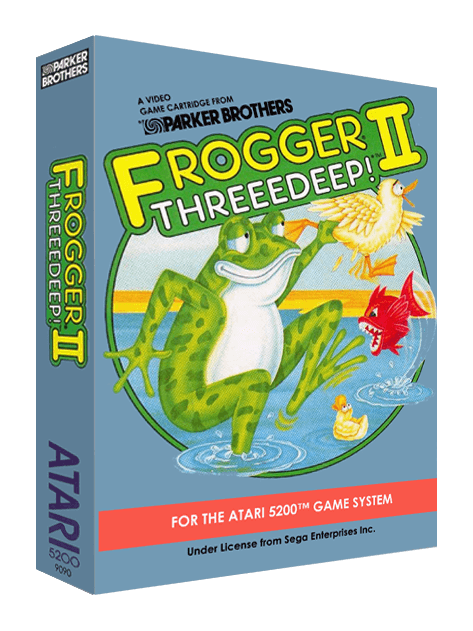 PARKER
BROTHERS
FROGGER II
THREEEDEEP!
ATARI
5200
9090
A VIDEO
GAME CARTRIDGE FROM
PARKER BROTHERS
FROGGER II
THREEEDEEP!
FOR THE ATARI 5200™ GAME SYSTEM
Under License from Sega Enterprises Inc.